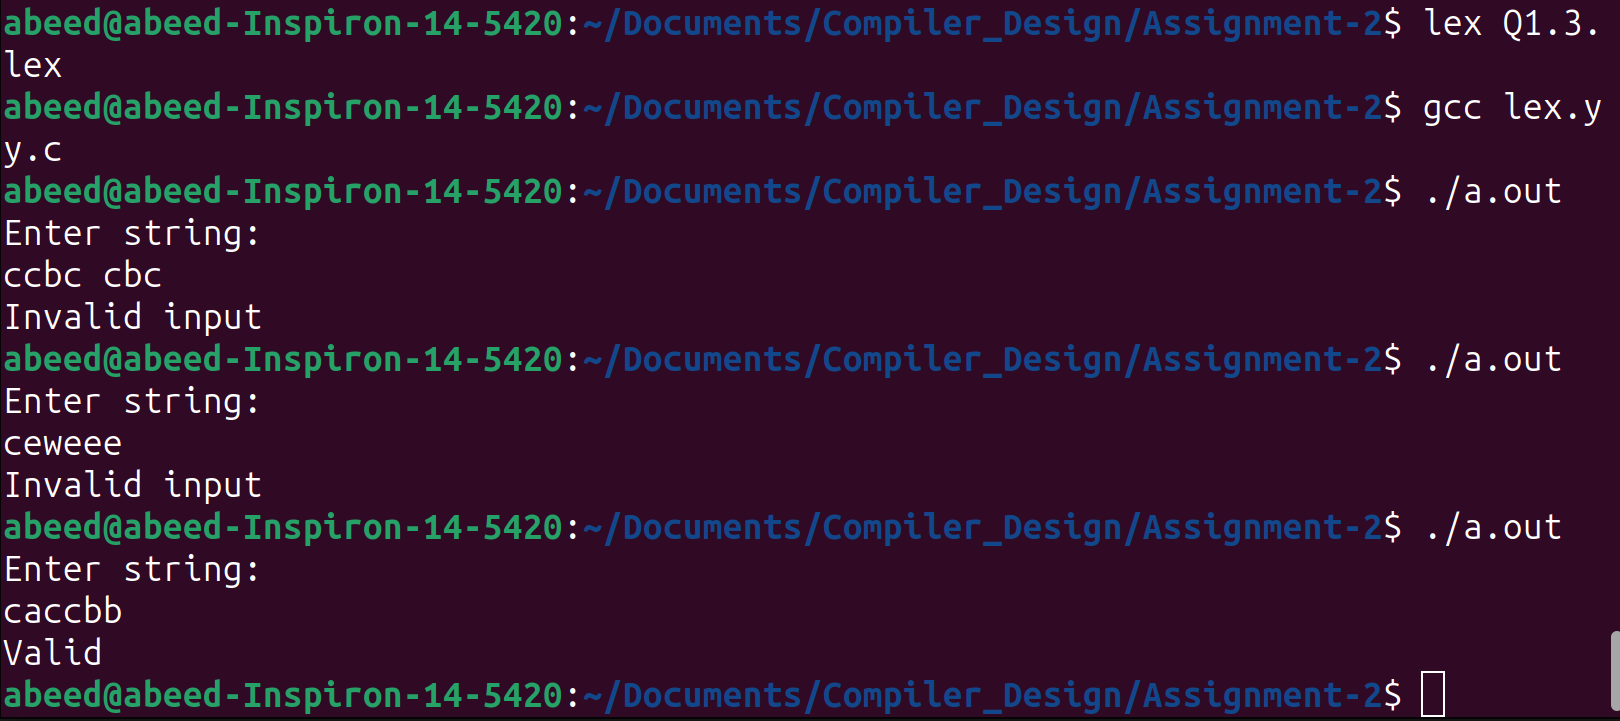 abeed@abeed-Inspiron-14-5420:~/Documents/Compiler_Design/Assignment-2$ lex Q1.3.
lex
abeed@abeed-Inspiron-14-5420:~/Documents/Compiler_Design/Assignment-2$ gcc lex.y
y.c
abeed@abeed-Inspiron-14-5420:~/Documents/Compiler_Design/Assignment-2$ ./a.out
Enter string:
ccbc cbc
Invalid input
abeed@abeed-Inspiron-14-5420:~/Documents/Compiler_Design/Assignment-2$ ./a.out
Enter string:
ceweee
Invalid input
abeed@abeed-Inspiron-14-5420:~/Documents/Compiler_Design/Assignment-2$ ./a.out
Enter string:
caccbb
Valid
abeed@abeed-Inspiron-14-5420:~/Documents/Compiler_Design/Assignment-2$